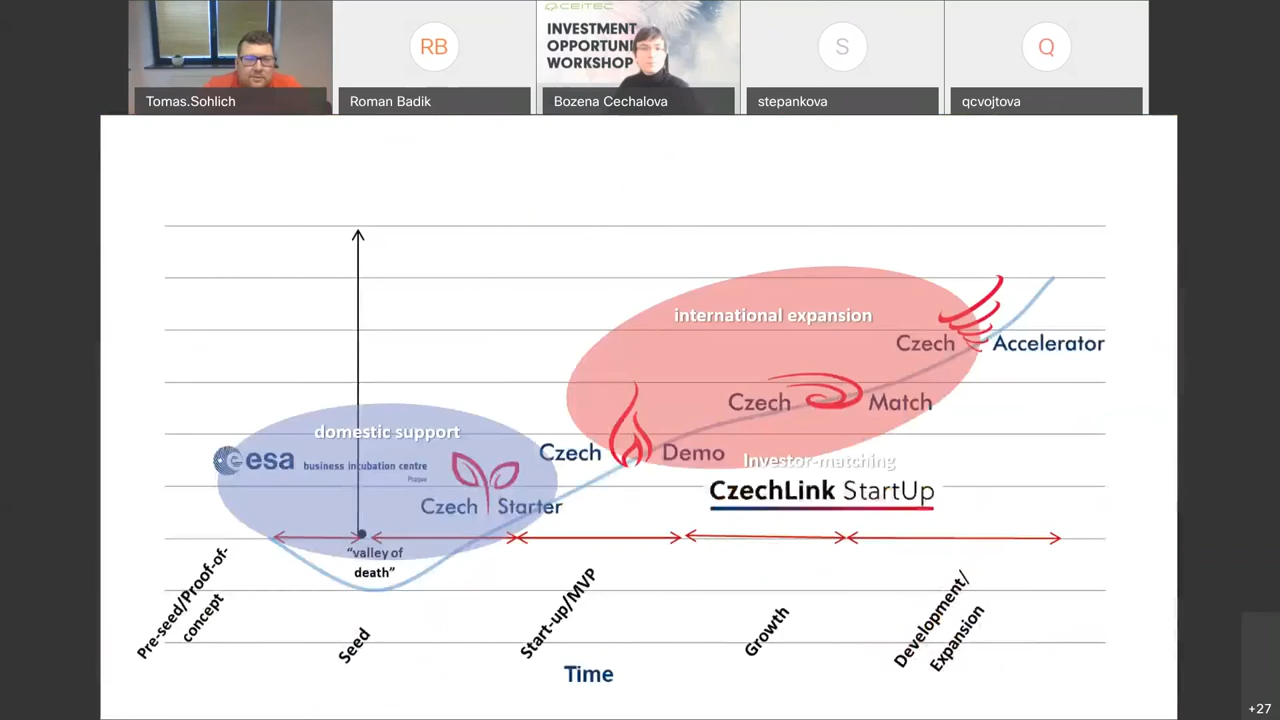 CEITEC
INVESTMENT
OPPORTUNI
WORKSHOP
RB
S
Q
Tomas.Sohlich
Roman Badik
Bozena Cechalova
stepankova
qcvojtova
international expansion
Czech Accelerator
Czech Match
domestic support
esa business incubation centre
Prague
Czech Starter
Czech Demo
Investor-matching
CzechLink StartUp
"valley of
death"
Pre-seed/Proof-of-
concept
Seed
Start-up/MVP
Growth
Development/
Expansion
Time
+27